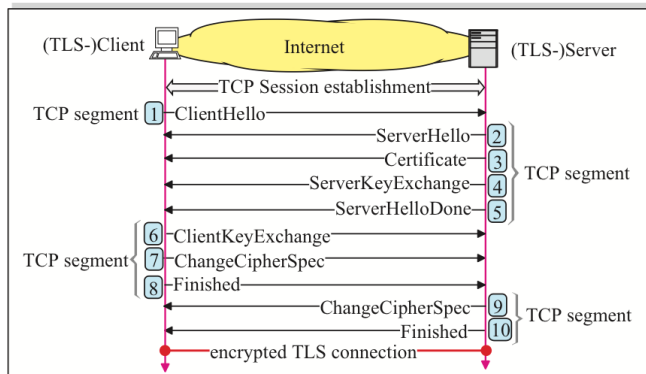 (TLS-)Client Internet (TLS-)Server
TCP Session establishment
TCP segment 1 ClientHello
ServerHello 2
Certificate 3
TCP segment
ServerKeyExchange 4
ServerHelloDone 5
6 ClientKeyExchange
TCP segment 7 ChangeCipherSpec
8 Finished
ChangeCipherSpec 9
TCP segment
Finished 10
encrypted TLS connection